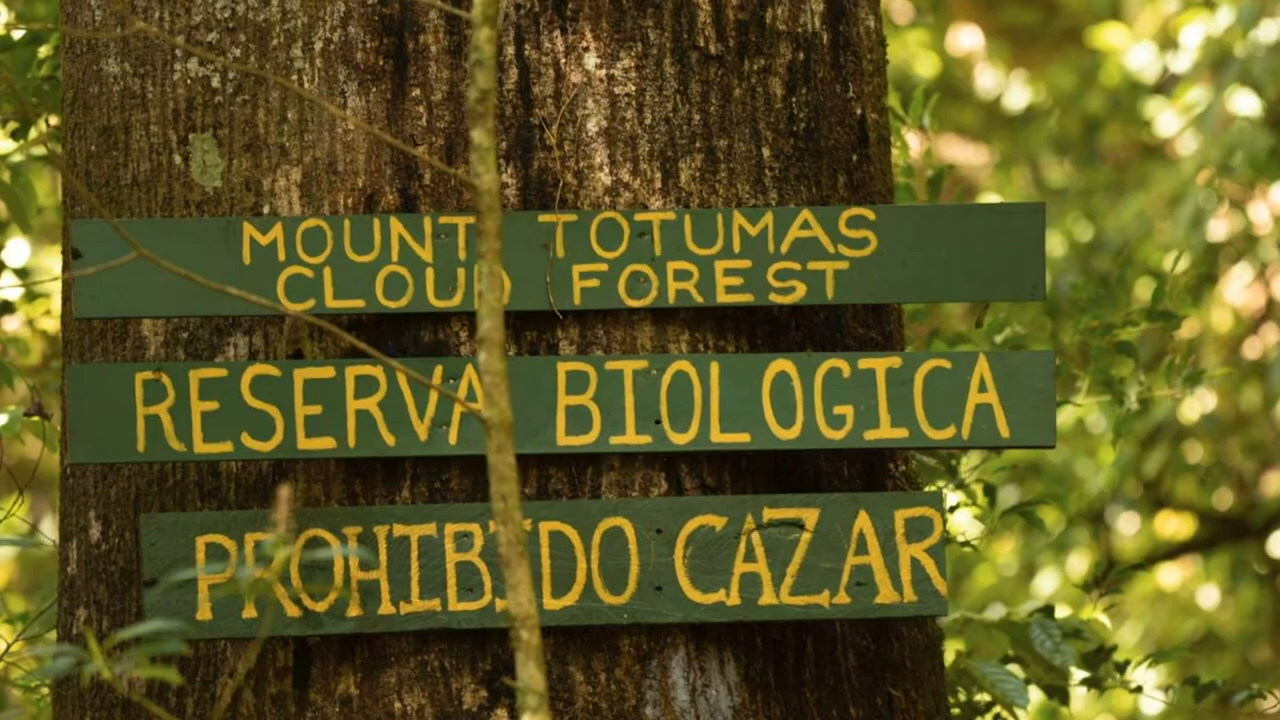 MOUNT TOTUMAS
CLOUD FOREST
RESERVA BIOLOGICA
PROHIBIDO CAZAR